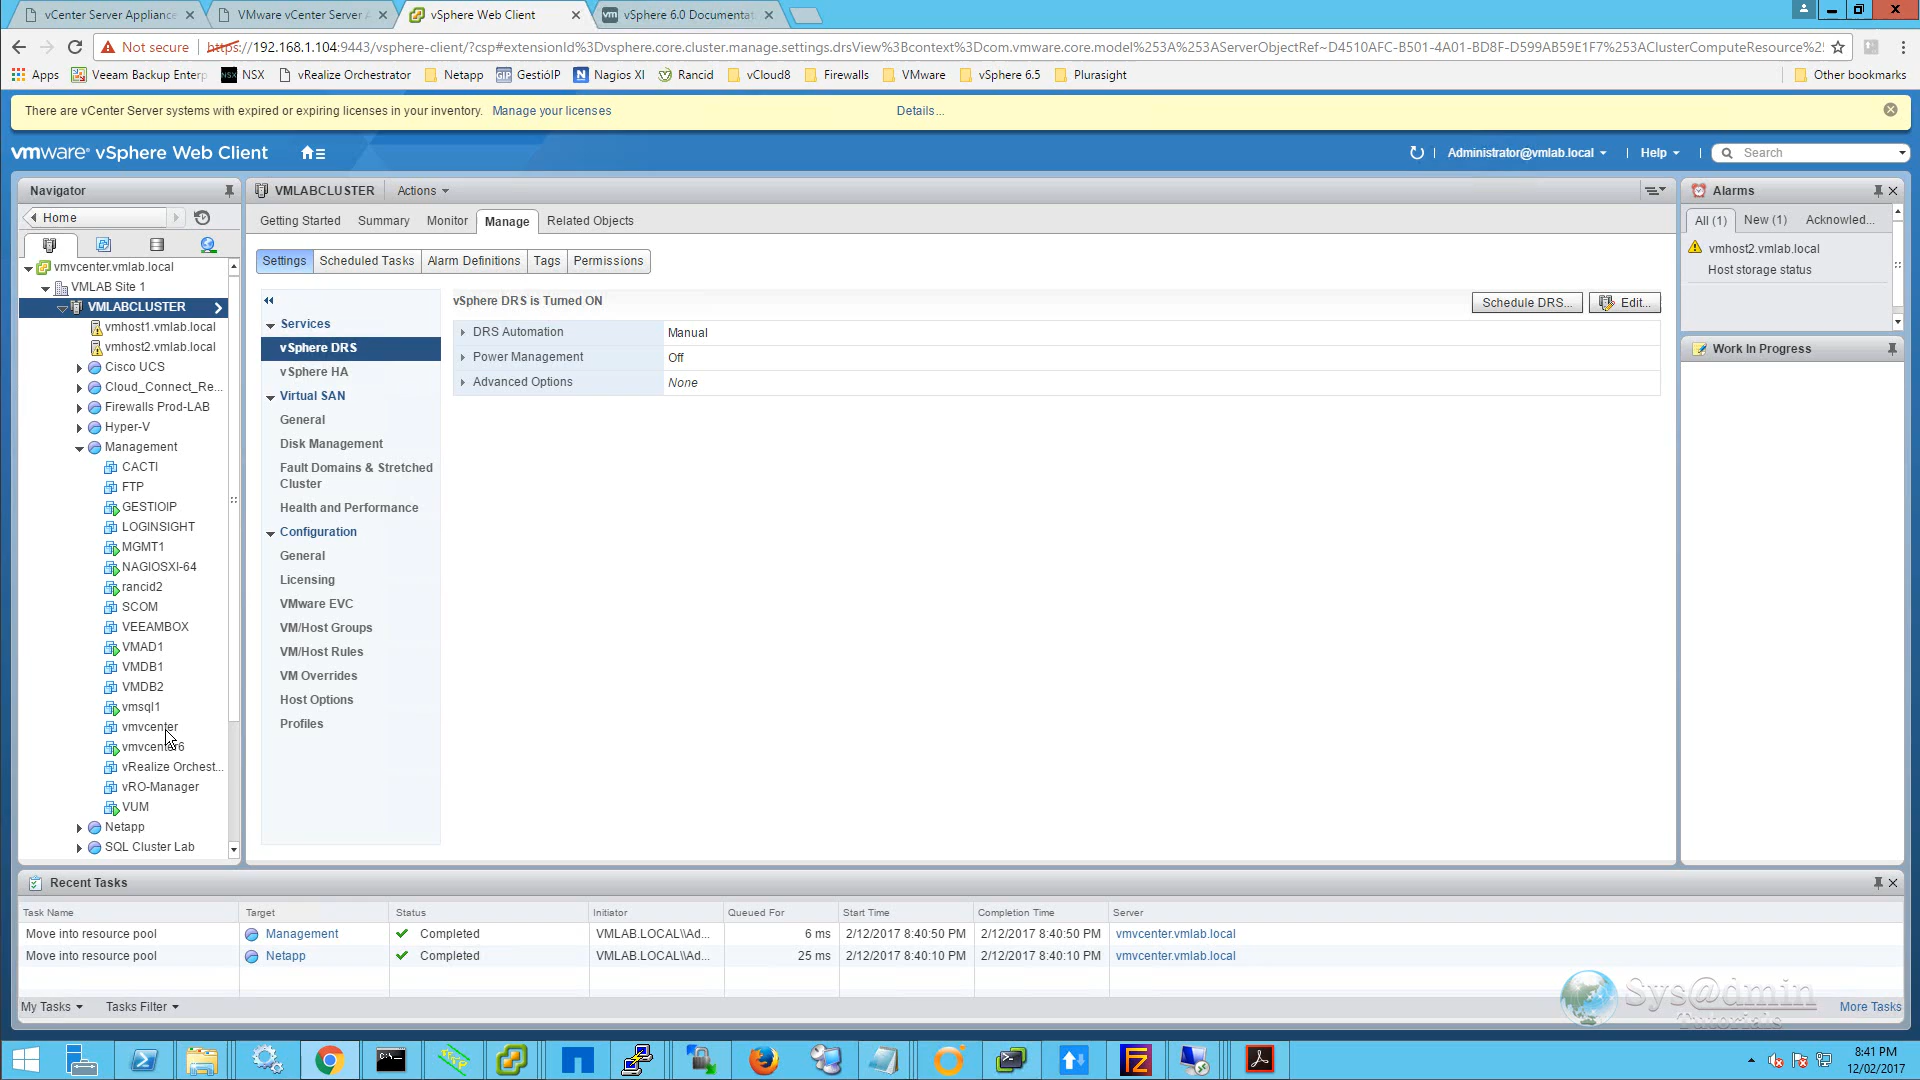 vCenter Server Appliance
VMware vCenter Server A
vSphere Web Client
vSphere 6.0 Documentat
Not secure
https://192.168.1.104:9443/vsphere-client/?csp#extensionId%3Dvsphere.core.cluster.manage.settings.drsView%3Bcontext%3Dcom.vmware.core.model%253A%253AServerObjectRef~D4510AFC-B501-4A01-BD8F-D599AB59E1F7%253AClusterComputeResource%2
Apps
Veeam Backup Enterp
NSX
NSX
vRealize Orchestrator
Netapp
GIP
GestióIP
N
Nagios XI
Rancid
vCloud8
Firewalls
VMware
vSphere 6.5
Plurasight
Other bookmarks
There are vCenter Server systems with expired or expiring licenses in your inventory.
Manage your licenses
Details...
vmware® vSphere Web Client
Administrator@vmlab.local
Help
Search
Navigator
Home
vmvcenter.vmlab.local
VMLAB Site 1
VMLABCLUSTER
vmhost1.vmlab.local
vmhost2.vmlab.local
Cisco UCS
Cloud_Connect_Re...
Firewalls Prod-LAB
Hyper-V
Management
CACTI
FTP
GESTIOIP
LOGINSIGHT
MGMT1
NAGIOSXI-64
rancid2
SCOM
VEEAMBOX
VMAD1
VMDB1
VMDB2
vmsql1
vmvcenter
vmvcenter6
vRealize Orchest...
vRO-Manager
VUM
Netapp
SQL Cluster Lab
VMLABCLUSTER
Actions
Getting Started
Summary
Monitor
Manage
Related Objects
Settings
Scheduled Tasks
Alarm Definitions
Tags
Permissions
Services
vSphere DRS
vSphere HA
Virtual SAN
General
Disk Management
Fault Domains & Stretched
Cluster
Health and Performance
Configuration
General
Licensing
VMware EVC
VM/Host Groups
VM/Host Rules
VM Overrides
Host Options
Profiles
vSphere DRS is Turned ON
Schedule DRS...
Edit...
DRS Automation
Manual
Power Management
Off
Advanced Options
None
Alarms
All (1)
New (1)
Acknowled...
vmhost2.vmlab.local
Host storage status
Work In Progress
Recent Tasks
Task Name
Target
Status
Initiator
Queued For
Start Time
Completion Time
Server
Move into resource pool
Management
Completed
VMLAB.LOCAL\\Ad...
6 ms
2/12/2017 8:40:50 PM
2/12/2017 8:40:50 PM
vmvcenter.vmlab.local
Move into resource pool
Netapp
Completed
VMLAB.LOCAL\\Ad...
25 ms
2/12/2017 8:40:10 PM
2/12/2017 8:40:10 PM
vmvcenter.vmlab.local
My Tasks
Tasks Filter
More Tasks
Sys@dmin
Tutorials
8:41 PM
12/02/2017